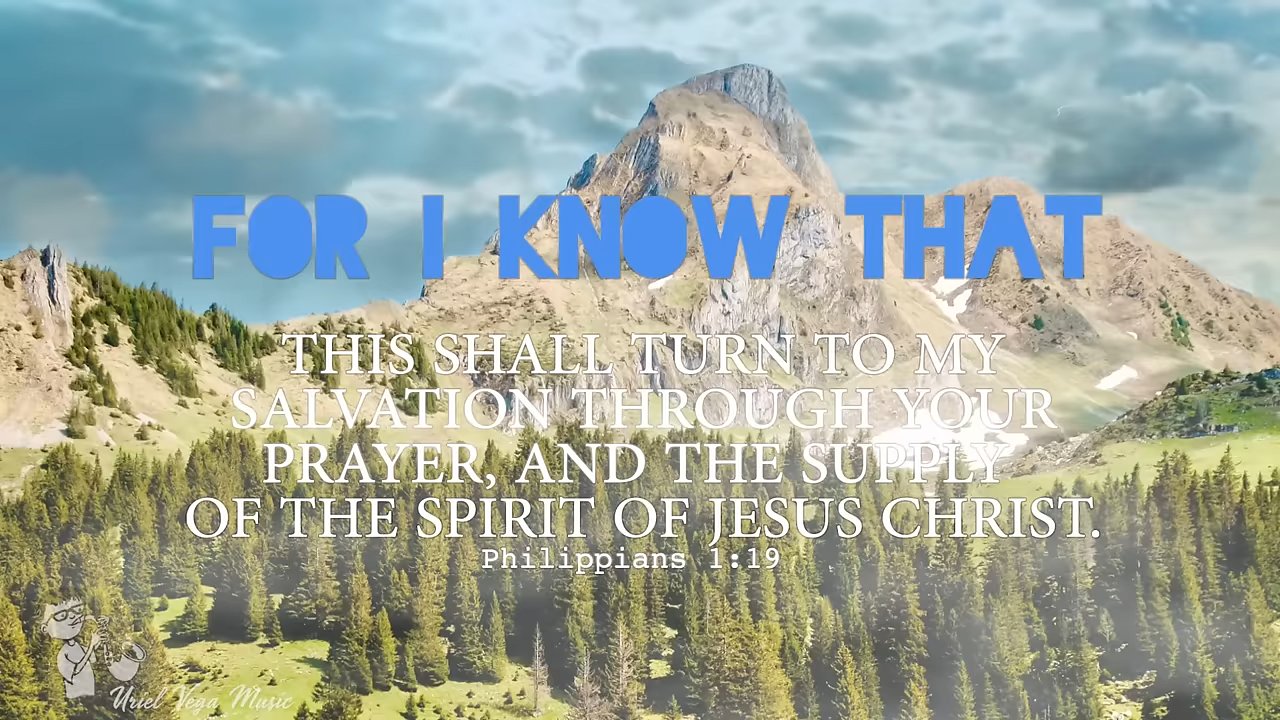 FOR I KNOW THAT
THIS SHALL TURN TO MY
SALVATION THROUGH YOUR
PRAYER, AND THE SUPPLY
OF THE SPIRIT OF JESUS CHRIST.
Philippians 1:19
Uriel Vega Music